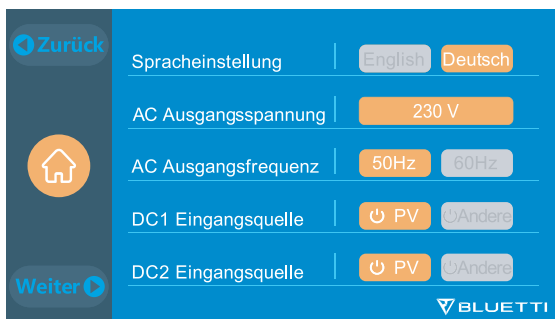 Zurück
Spracheinstellung English Deutsch
AC Ausgangsspannung 230 V
AC Ausgangsfrequenz 50Hz 60Hz
DC1 Eingangsquelle PV Andere
DC2 Eingangsquelle PV Andere
Weiter
BLUETTI